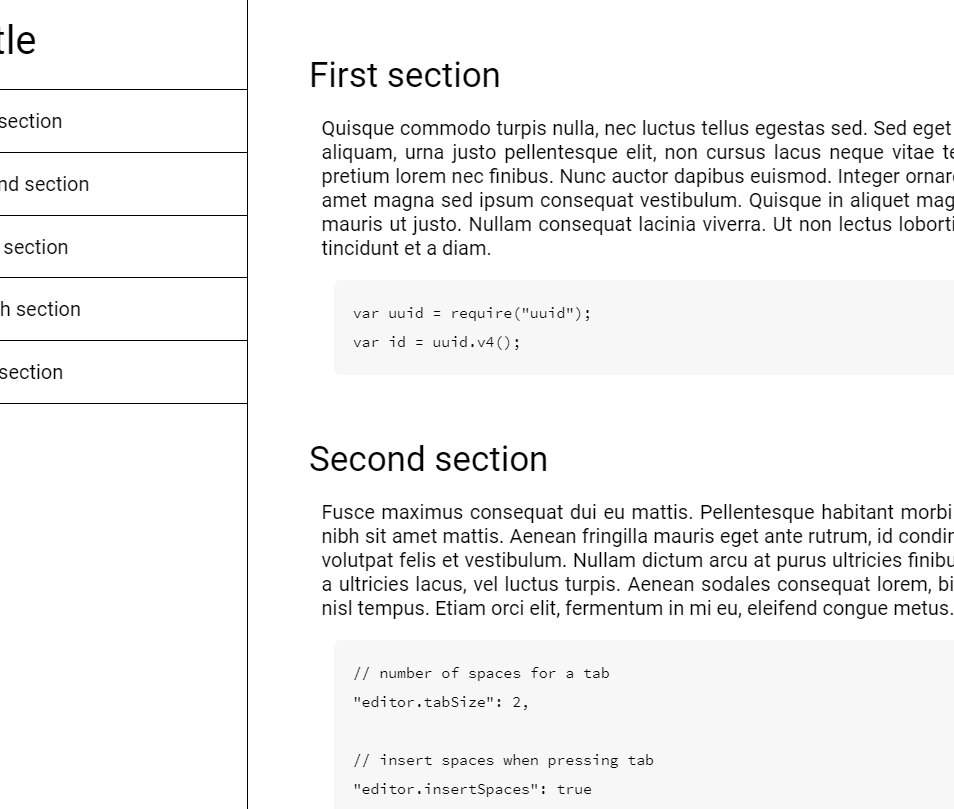 tle
section
nd section
section
h section
section
First section
Quisque commodo turpis nulla, nec luctus tellus egestas sed. Sed eget
aliquam, urna justo pellentesque elit, non cursus lacus neque vitae te
pretium lorem nec finibus. Nunc auctor dapibus euismod. Integer ornar
amet magna sed ipsum consequat vestibulum. Quisque in aliquet mag
mauris ut justo. Nullam consequat lacinia viverra. Ut non lectus loborti
tincidunt et a diam.
var uuid = require("uuid");
var id = uuid.v4();
Second section
Fusce maximus consequat dui eu mattis. Pellentesque habitant morbi
nibh sit amet mattis. Aenean fringilla mauris eget ante rutrum, id condin
volutpat felis et vestibulum. Nullam dictum arcu at purus ultricies finibu
a ultricies lacus, vel luctus turpis. Aenean sodales consequat lorem, bi
nisl tempus. Etiam orci elit, fermentum in mi eu, eleifend congue metus.
// number of spaces for a tab
"editor.tabSize": 2,
// insert spaces when pressing tab
"editor.insertSpaces": true